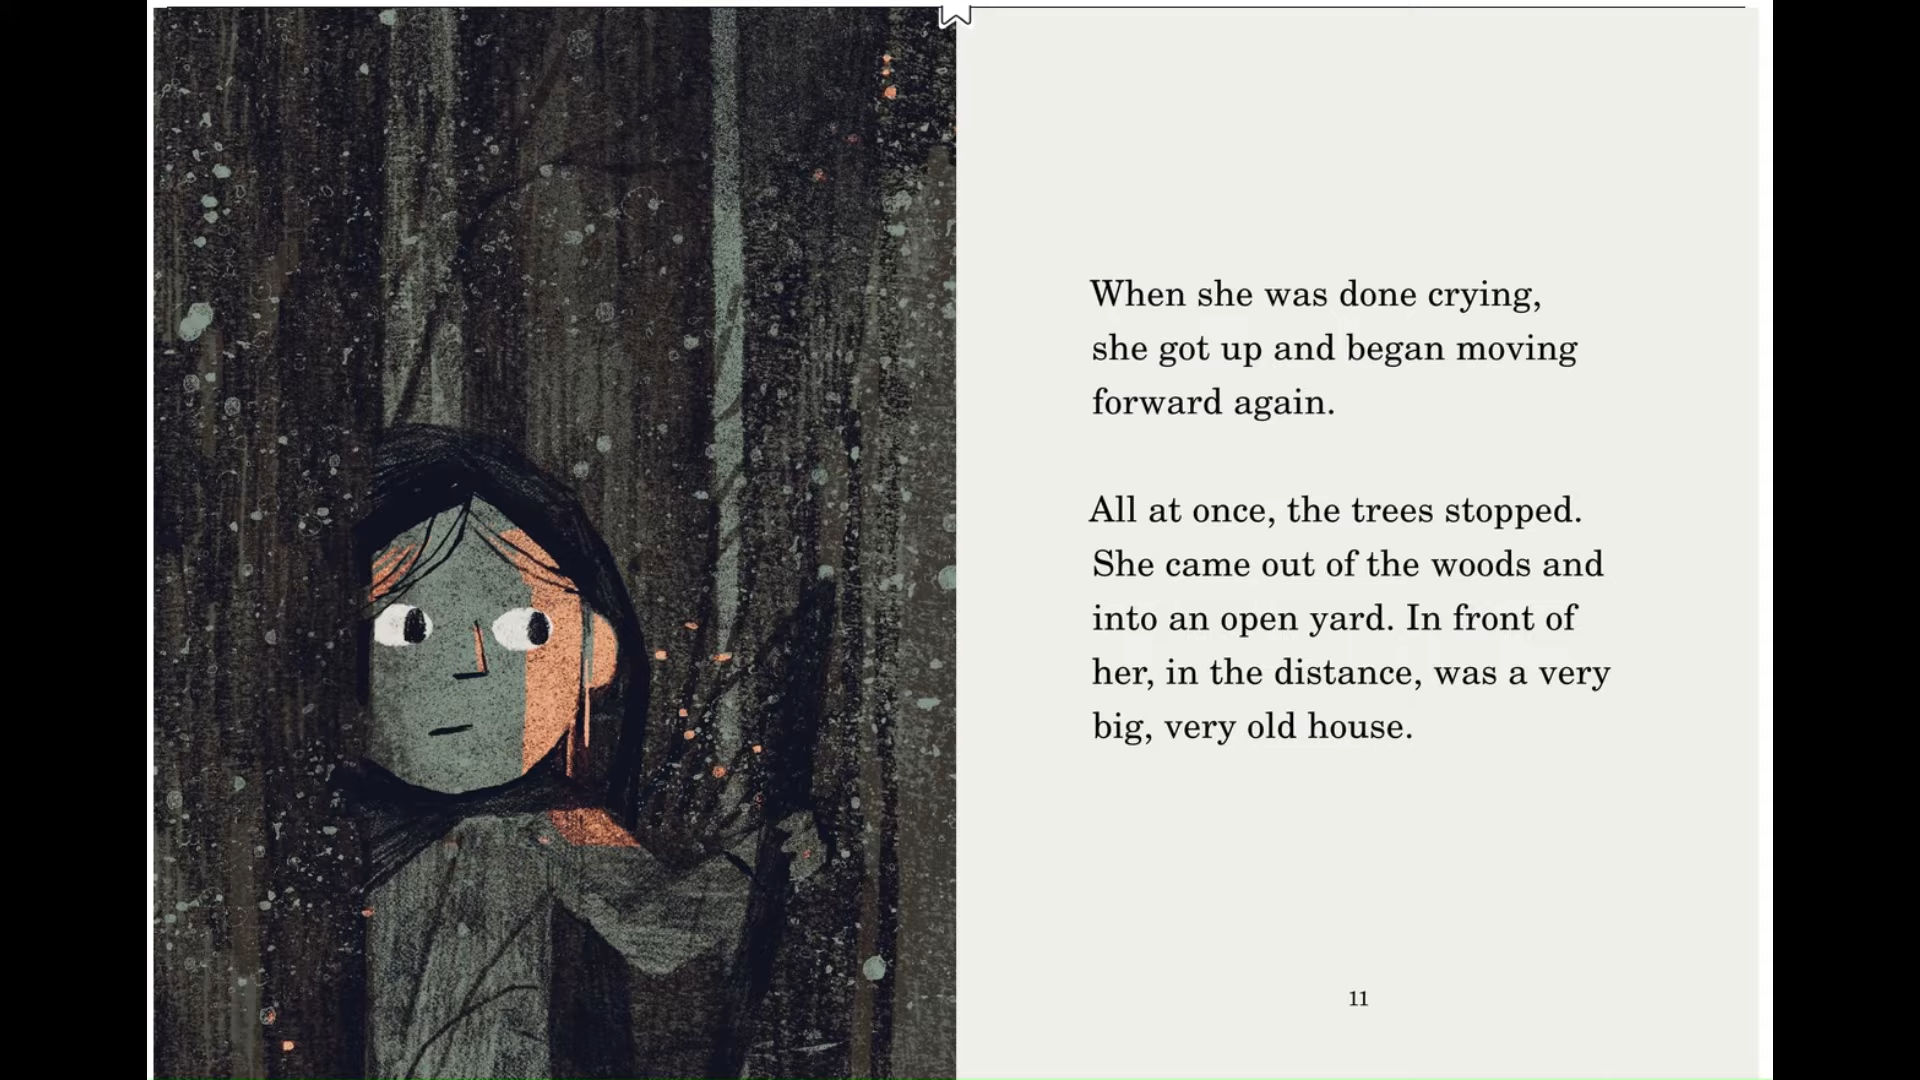 When she was done crying,
she got up and began moving
forward again.
All at once, the trees stopped.
She came out of the woods and
into an open yard. In front of
her, in the distance, was a very
big, very old house.
11